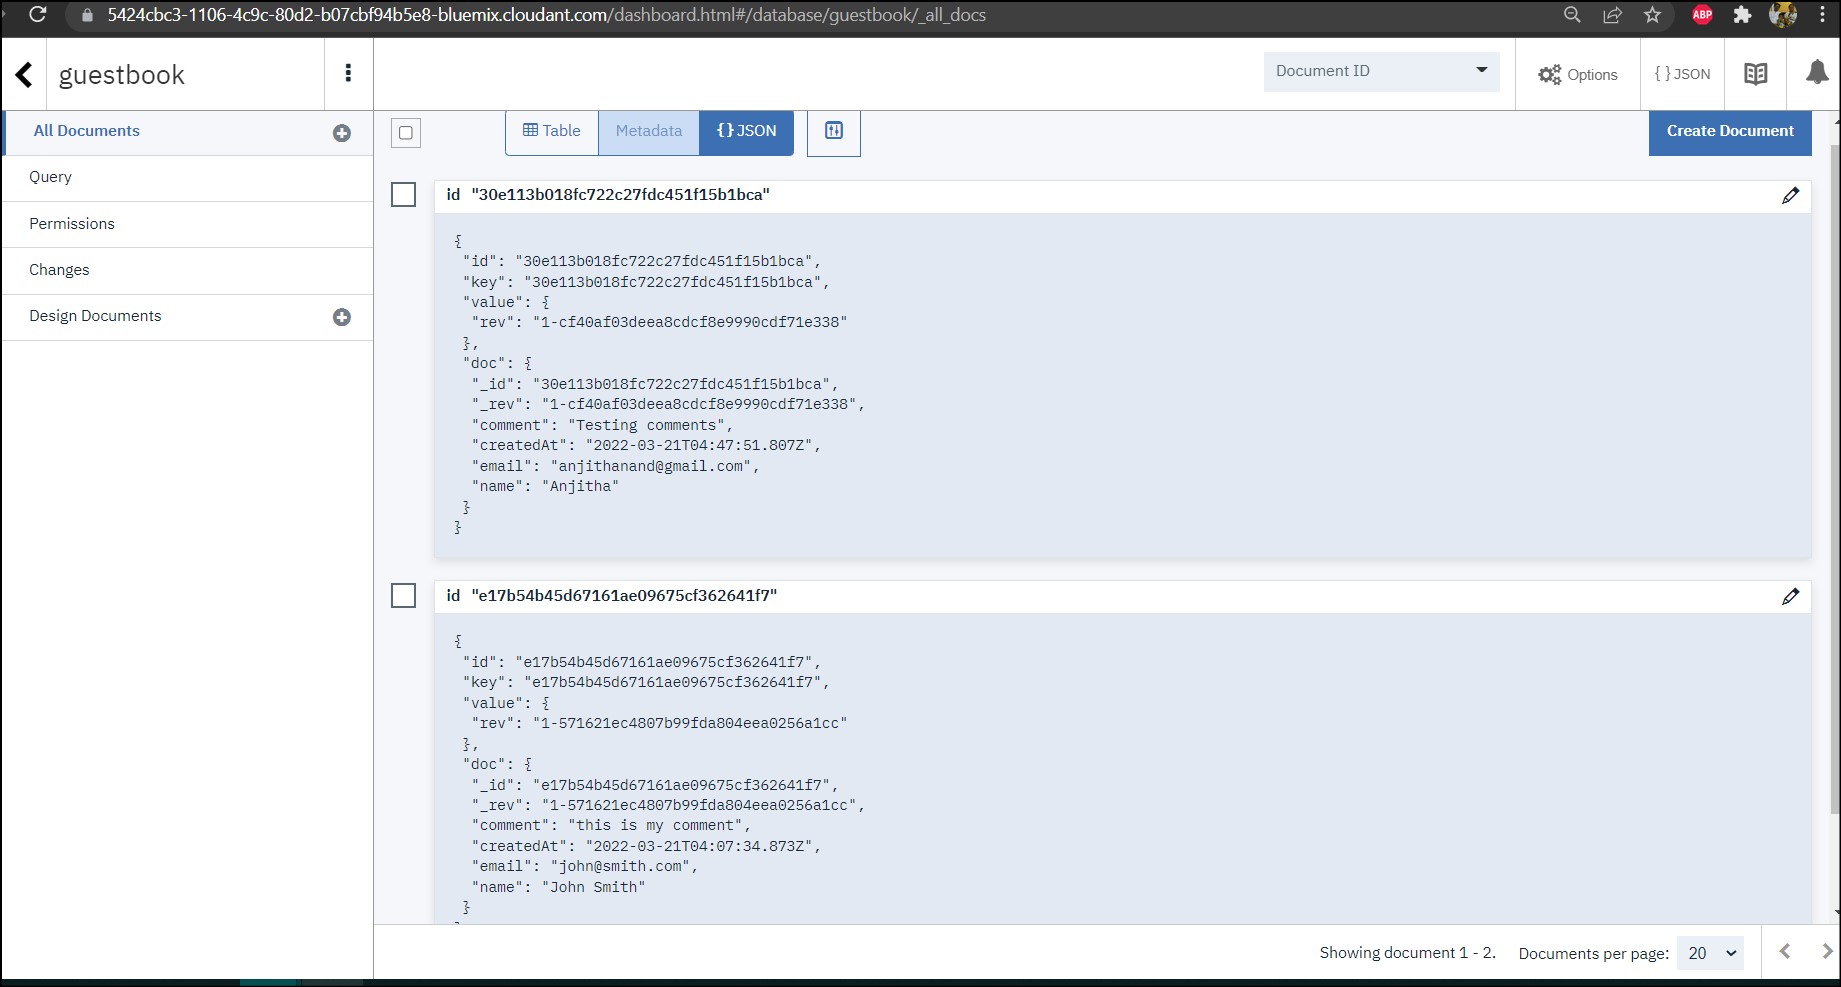 5424cbc3-1106-4c9c-80d2-b07cbf94b5e8-bluemix.cloudant.com/dashboard.html#/database/guestbook/_all_docs
ABP
guestbook
Document ID
Options
{ } JSON
All Documents
Table
Metadata
{ } JSON
Create Document
Query
Permissions
Changes
Design Documents
id "30e113b018fc722c27fdc451f15b1bca"
{
"id": "30e113b018fc722c27fdc451f15b1bca",
"key": "30e113b018fc722c27fdc451f15b1bca",
"value": {
"rev": "1-cf40af03deea8cdcf8e9990cdf71e338"
},
"doc": {
"_id": "30e113b018fc722c27fdc451f15b1bca",
"_rev": "1-cf40af03deea8cdcf8e9990cdf71e338",
"comment": "Testing comments",
"createdAt": "2022-03-21T04:47:51.807Z",
"email": "anjithanand@gmail.com",
"name": "Anjitha"
}
}
id "e17b54b45d67161ae09675cf362641f7"
{
"id": "e17b54b45d67161ae09675cf362641f7",
"key": "e17b54b45d67161ae09675cf362641f7",
"value": {
"rev": "1-571621ec4807b99fda804eea0256a1cc"
},
"doc": {
"_id": "e17b54b45d67161ae09675cf362641f7",
"_rev": "1-571621ec4807b99fda804eea0256a1cc",
"comment": "this is my comment",
"createdAt": "2022-03-21T04:07:34.873Z",
"email": "john@smith.com",
"name": "John Smith"
}
Showing document 1 - 2.
Documents per page: 20